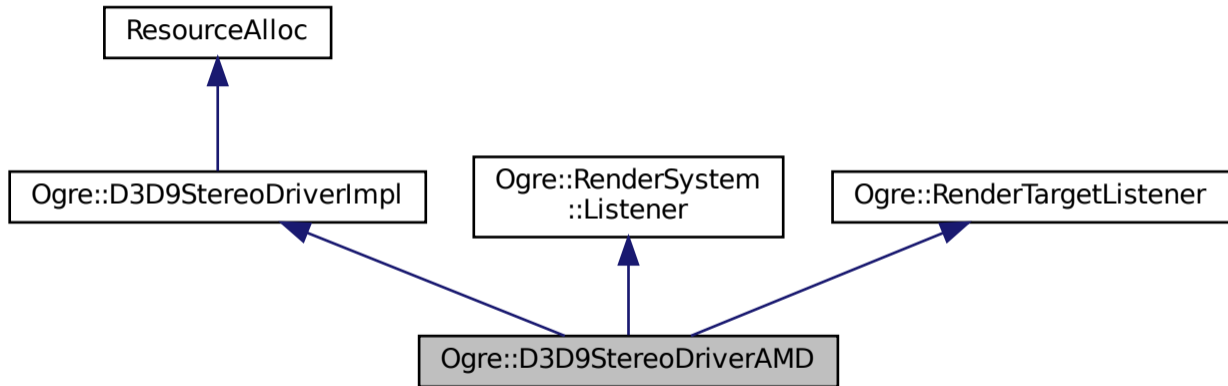 ResourceAlloc
Ogre::D3D9StereoDriverImpl
Ogre::RenderSystem
::Listener
Ogre::RenderTargetListener
Ogre::D3D9StereoDriverAMD